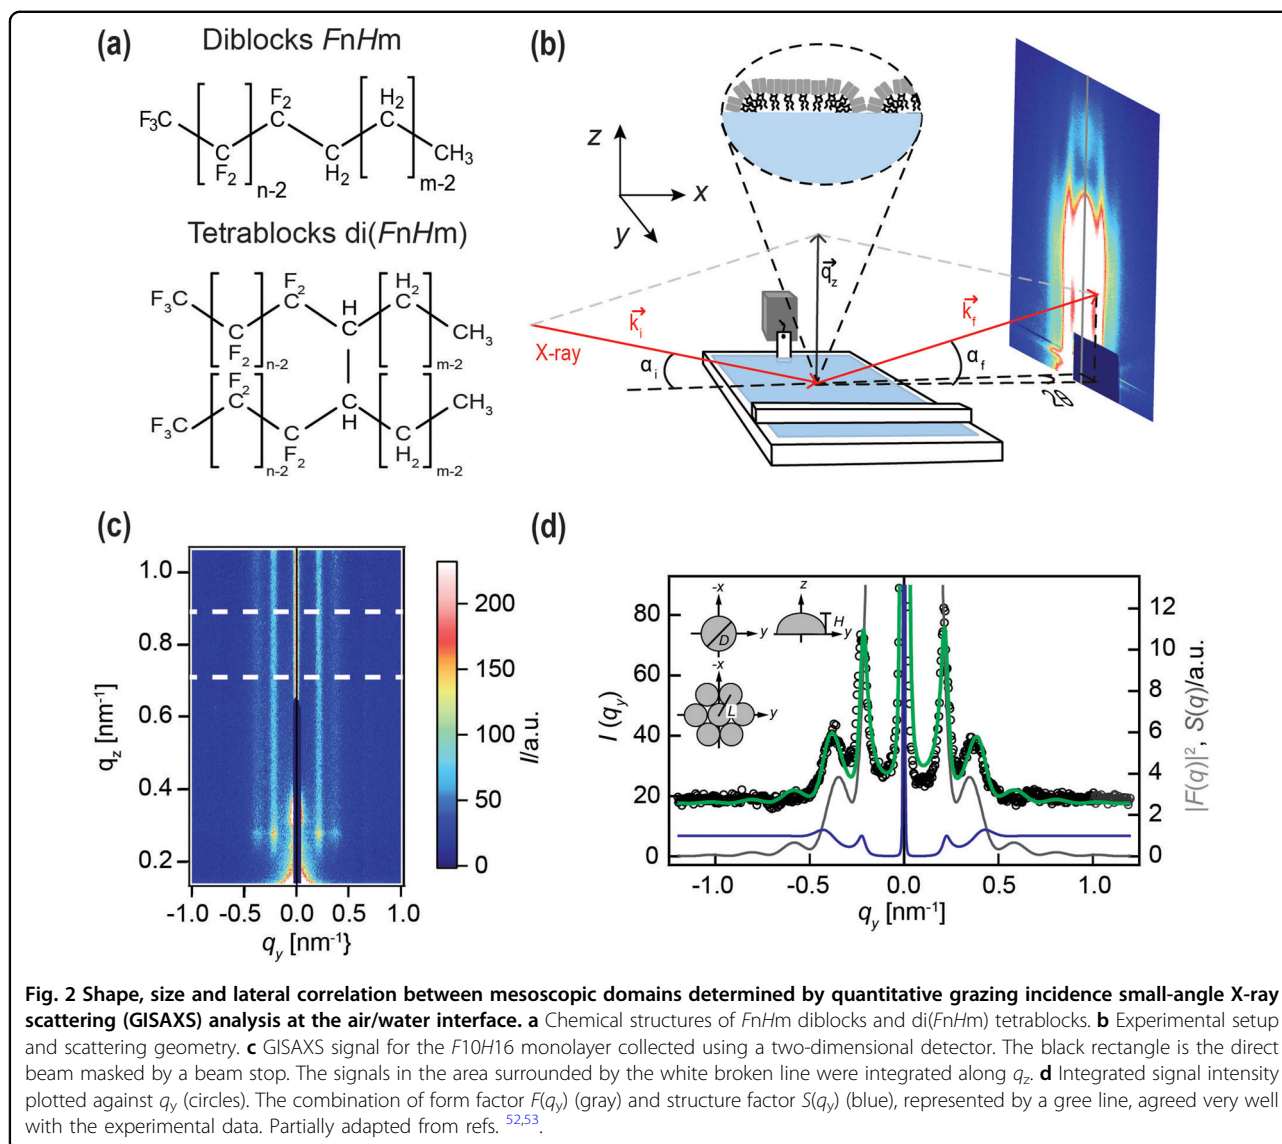 (a)
Diblocks FnHm
F₃C
F₂
C
H₂
C
C
F₂
n-2
C
H₂
CH₃
m-2
Tetrablocks di(FnHm)
F₃C
C
F₂
n-2
F₂
C
H
C
H₂
C
CH₃
m-2
F₃C
F₂
C
n-2
C
F₂
C
H
C
H₂
CH₃
m-2
(b)
z
x
y
q⃗z
k⃗i
X-ray
αi
k⃗f
αf
2θ
(c)
1.0
0.8
0.6
0.4
0.2
qz [nm⁻¹]
-1.0 -0.5 0.0 0.5 1.0
qy [nm⁻¹}
200
150
100
50
0
I/a.u.
(d)
-x
y
D
z
H
y
-x
y
L
80
60
40
20
0
I (qy)
12
10
8
6
4
2
0
|F(q)|², S(q)/a.u.
-1.0 -0.5 0.0 0.5 1.0
qy [nm⁻¹]
Fig. 2 Shape, size and lateral correlation between mesoscopic domains determined by quantitative grazing incidence small-angle X-ray
scattering (GISAXS) analysis at the air/water interface. a Chemical structures of FnHm diblocks and di(FnHm) tetrablocks. b Experimental setup
and scattering geometry. c GISAXS signal for the F10H16 monolayer collected using a two-dimensional detector. The black rectangle is the direct
beam masked by a beam stop. The signals in the area surrounded by the white broken line were integrated along qz. d Integrated signal intensity
plotted against qy (circles). The combination of form factor F(qy) (gray) and structure factor S(qy) (blue), represented by a gree line, agreed very well
with the experimental data. Partially adapted from refs. 52,53.